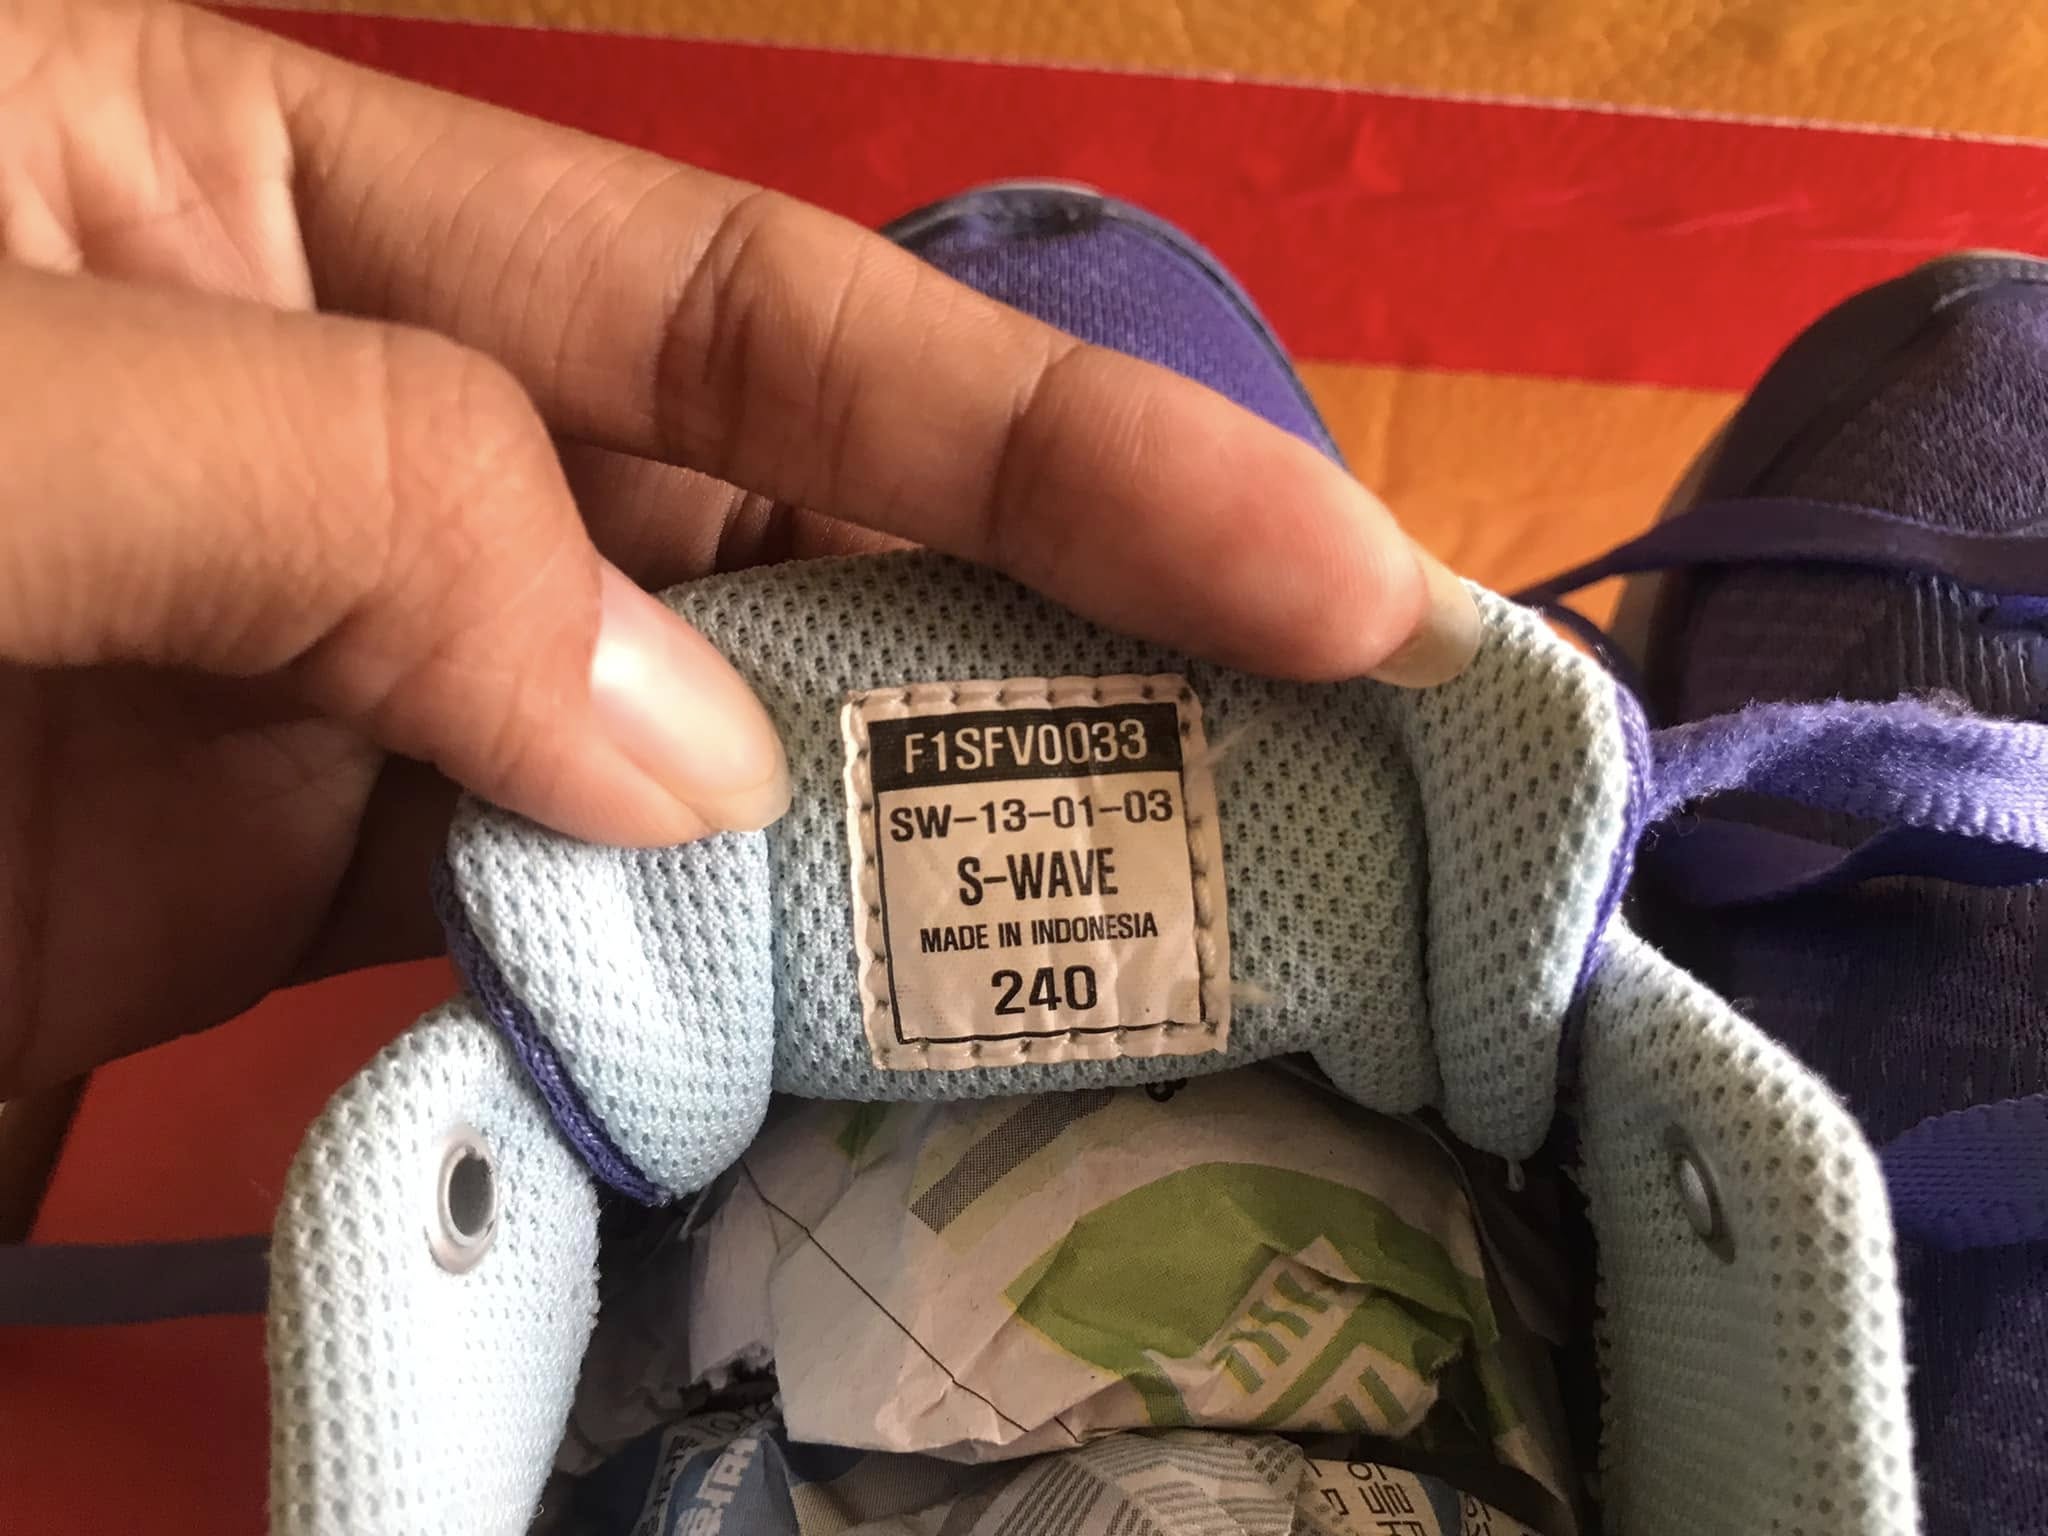 F1SFV0033
SW-13-01-03
S-WAVE
MADE IN INDONESIA
240